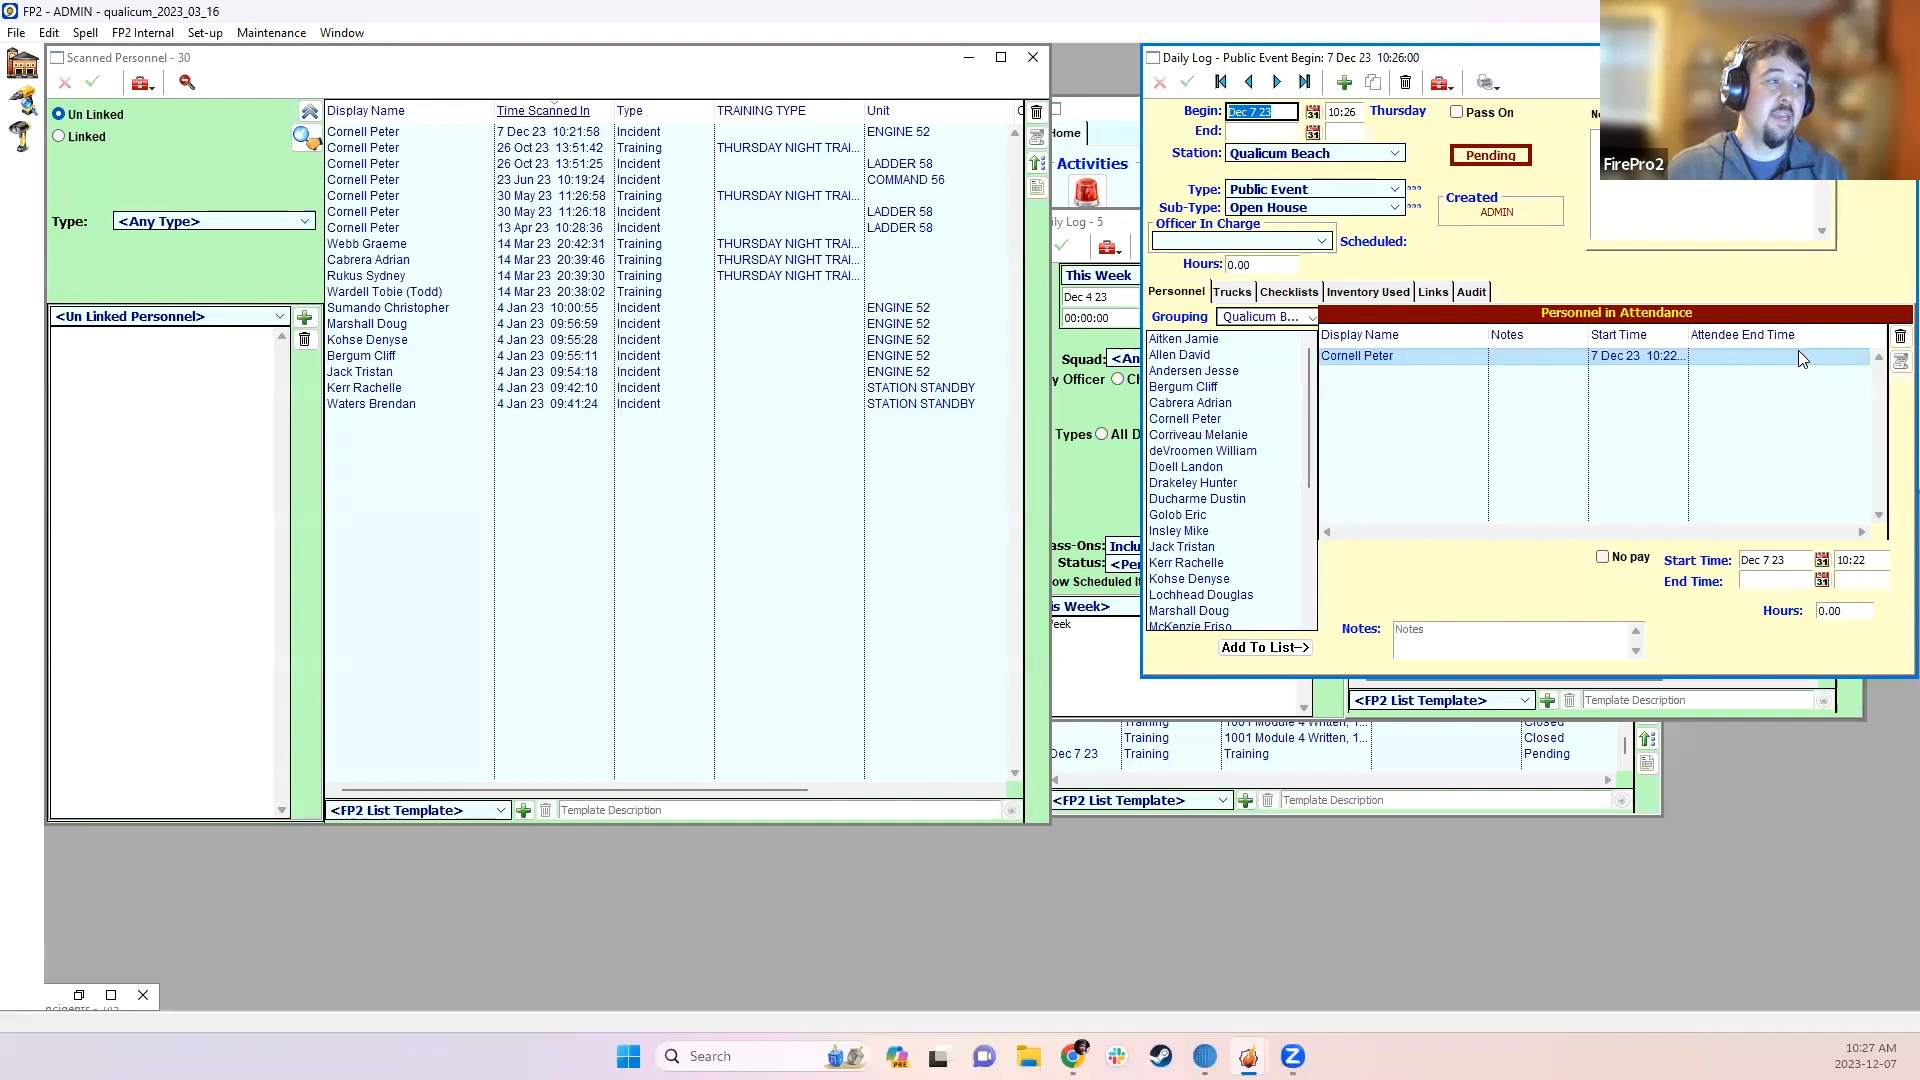 FP2 - ADMIN - qualicum_2023_03_16
File Edit Spell FP2 Internal Set-up Maintenance Window
Scanned Personnel - 30
Un Linked
Linked
Type: <Any Type>
<Un Linked Personnel>
Display Name Time Scanned In Type TRAINING TYPE Unit
Cornell Peter 7 Dec 23 10:21:58 Incident ENGINE 52
Cornell Peter 26 Oct 23 13:51:42 Training THURSDAY NIGHT TRAI...
Cornell Peter 26 Oct 23 13:51:25 Incident LADDER 58
Cornell Peter 23 Jun 23 10:19:24 Incident COMMAND 56
Cornell Peter 30 May 23 11:26:58 Training THURSDAY NIGHT TRAI...
Cornell Peter 30 May 23 11:26:18 Incident LADDER 58
Cornell Peter 13 Apr 23 10:28:36 Incident LADDER 58
Webb Graeme 14 Mar 23 20:42:31 Training THURSDAY NIGHT TRAI...
Cabrera Adrian 14 Mar 23 20:39:46 Training THURSDAY NIGHT TRAI...
Rukus Sydney 14 Mar 23 20:39:30 Training THURSDAY NIGHT TRAI...
Wardell Tobie (Todd) 14 Mar 23 20:38:02 Training
Sumando Christopher 4 Jan 23 10:00:55 Incident ENGINE 52
Marshall Doug 4 Jan 23 09:56:59 Incident ENGINE 52
Kohse Denyse 4 Jan 23 09:55:28 Incident ENGINE 52
Bergum Cliff 4 Jan 23 09:55:11 Incident ENGINE 52
Jack Tristan 4 Jan 23 09:54:18 Incident ENGINE 52
Kerr Rachelle 4 Jan 23 09:42:10 Incident STATION STANDBY
Waters Brendan 4 Jan 23 09:41:24 Incident STATION STANDBY
<FP2 List Template> Template Description
ome
Activities
ily Log - 5
This Week
Dec 4 23
00:00:00
Squad: <An
y Officer Ch
Types All D
ass-Ons: Inclu
Status: <Per
ow Scheduled It
is Week>
eek
Daily Log - Public Event Begin: 7 Dec 23 10:26:00
Begin: Dec 7 23 31 10:26 Thursday Pass On
End: 31
Station: Qualicum Beach Pending
Type: Public Event
Sub-Type: Open House
Created
ADMIN
Officer In Charge
Scheduled:
Hours: 0.00
Personnel Trucks Checklists Inventory Used Links Audit
Grouping Qualicum B...
Aitken Jamie
Allen David
Andersen Jesse
Bergum Cliff
Cabrera Adrian
Cornell Peter
Corriveau Melanie
deVroomen William
Doell Landon
Drakeley Hunter
Ducharme Dustin
Golob Eric
Insley Mike
Jack Tristan
Kerr Rachelle
Kohse Denyse
Lochhead Douglas
Marshall Doug
McKenzie Friso
Add To List->
Personnel in Attendance
Display Name Notes Start Time Attendee End Time
Cornell Peter 7 Dec 23 10:22...
No pay Start Time: Dec 7 23 31 10:22
End Time: 31
Hours: 0.00
Notes: Notes
<FP2 List Template> Template Description
Training 1001 Module 4 Written, 1... Closed
Training 1001 Module 4 Written, 1... Closed
Dec 7 23 Training Training Pending
<FP2 List Template> Template Description
FirePro2
Search
PRE
10:27 AM
2023-12-07